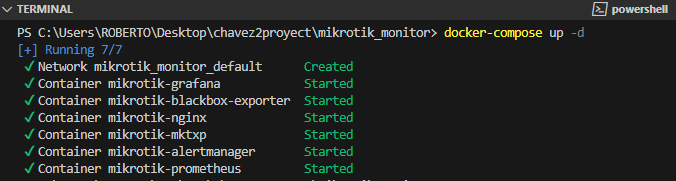 TERMINAL
powershell
PS C:\Users\ROBERTO\Desktop\chavez2proyect\mikrotik_monitor> docker-compose up -d
[+] Running 7/7
✓ Network mikrotik_monitor_default Created
✓ Container mikrotik-grafana Started
✓ Container mikrotik-blackbox-exporter Started
✓ Container mikrotik-nginx Started
✓ Container mikrotik-mktxp Started
✓ Container mikrotik-alertmanager Started
✓ Container mikrotik-prometheus Started